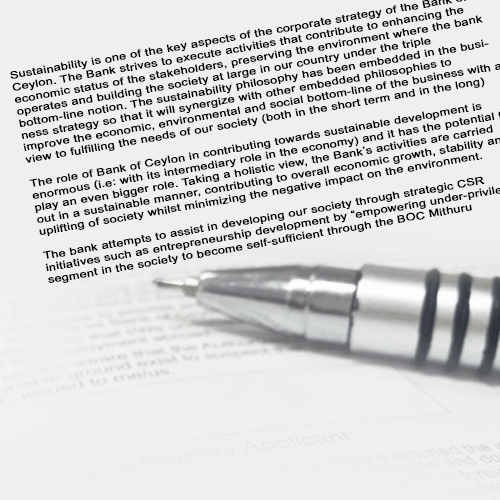 Sustainability is one of the key aspects of the corporate strategy of the Bank of
Ceylon. The Bank strives to execute activities that contribute to enhancing the
economic status of the stakeholders, preserving the environment where the bank
operates and building the society at large in our country under the triple
bottom-line notion. The sustainability philosophy has been embedded in the busi-
ness strategy so that it will synergize with other embedded philosophies to
improve the economic, environmental and social bottom-line of the business with a
view to fulfilling the needs of our society (both in the short term and in the long)
The role of Bank of Ceylon in contributing towards sustainable development is
enormous (i.e: with its intermediary role in the economy) and it has the potential
play an even bigger role. Taking a holistic view, the Bank's activities are carried
out in a sustainable manner, contributing to overall economic growth, stability an
uplifting of society whilst minimizing the negative impact on the environment.
The bank attempts to assist in developing our society through strategic CSR
initiatives such as entrepreneurship development by “empowering under-privile
segment in the society to become self-sufficient through the BOC Mithuru
aware that the Autho
ground exist to suspect
issued to me/us
Primary Applicant:
examined the